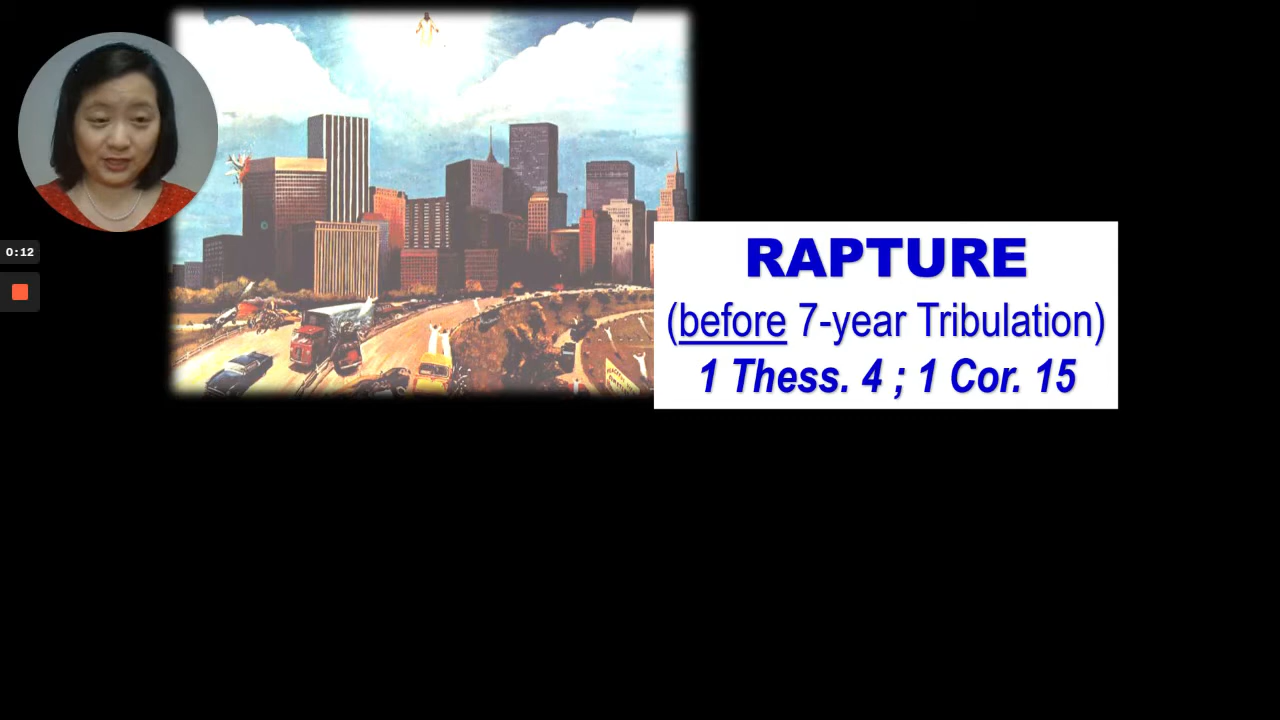 0:12
RAPTURE
(before 7-year Tribulation)
1 Thess. 4 ; 1 Cor. 15